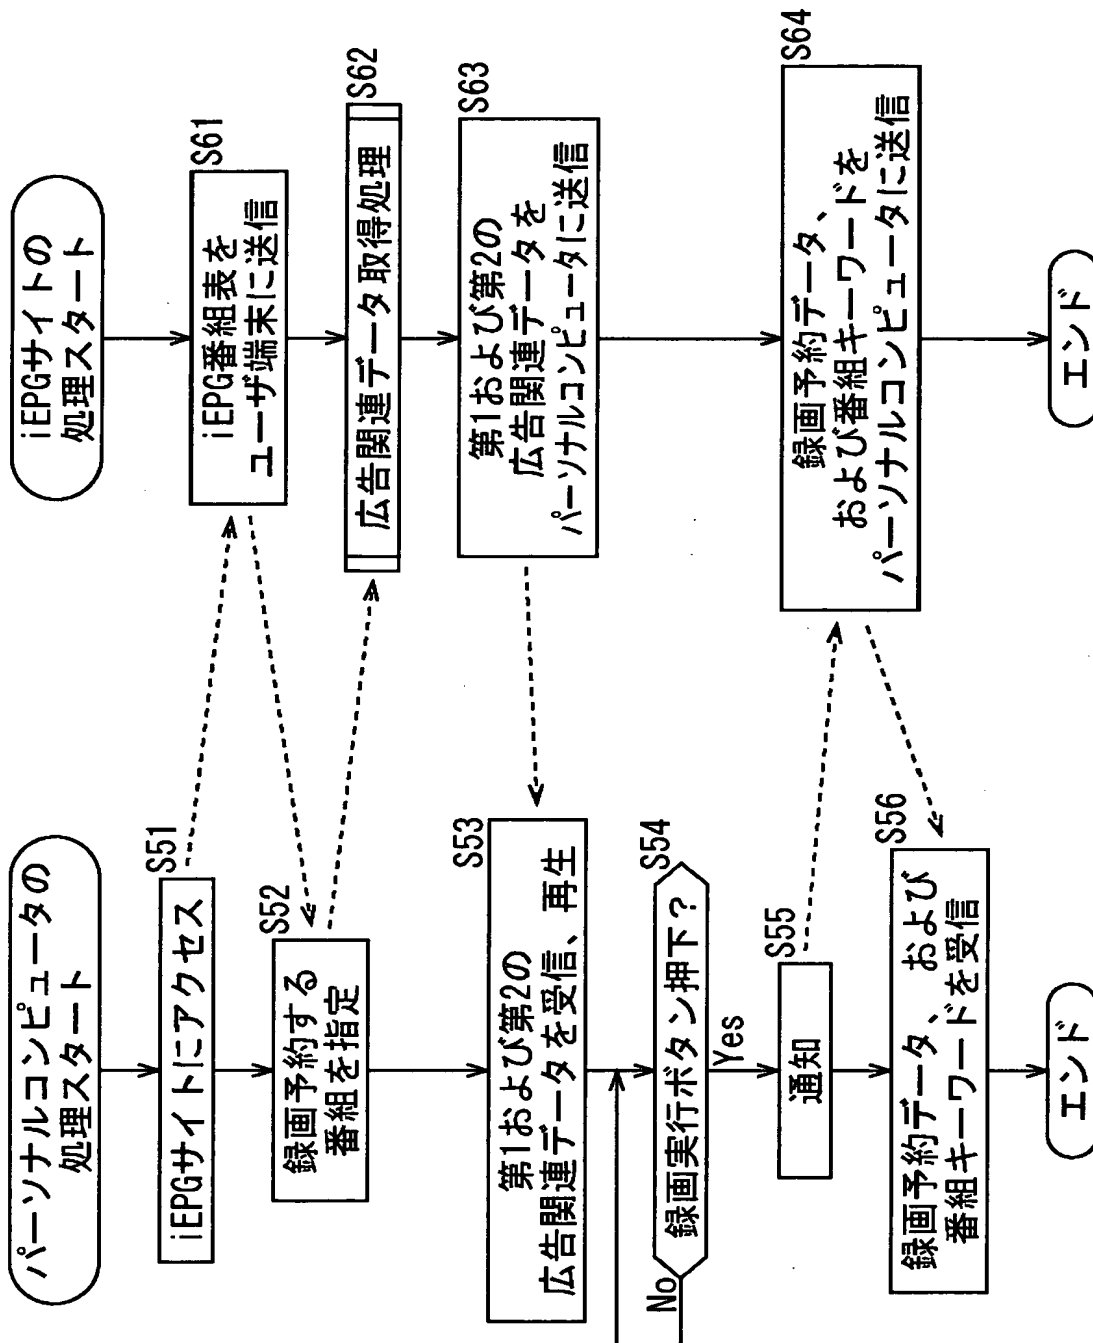 パーソナルコンピュータの
処理スタート
S51
iEPGサイトにアクセス
S52
録画予約する
番組を指定
S53
第1および第2の
広告関連データを受信、再生
S54
録画実行ボタン押下?
No
Yes
S55
通知
S56
録画予約データ、および
番組キーワードを受信
エンド
iEPGサイトの
処理スタート
S61
iEPG番組表を
ユーザ端末に送信
S62
広告関連データ取得処理
S63
第1および第2の
広告関連データを
パーソナルコンピュータに送信
S64
録画予約データ、
および番組キーワードを
パーソナルコンピュータに送信
エンド